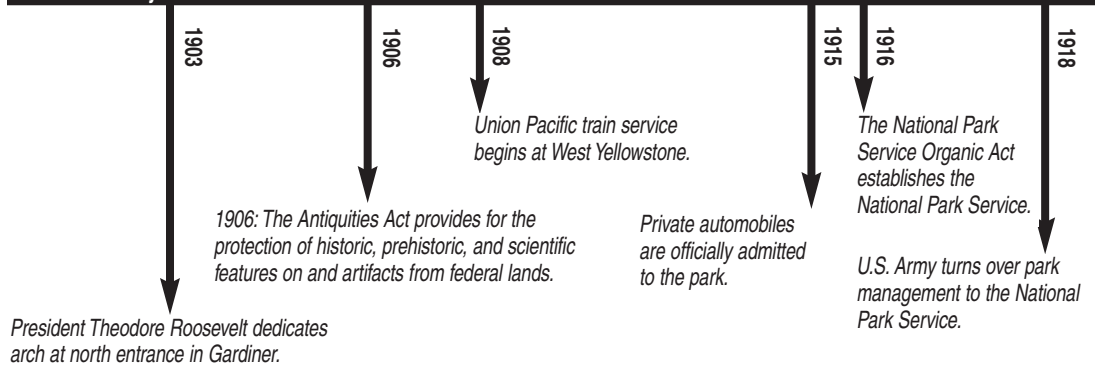 1903
1906
1908
1915
1916
1918
Union Pacific train service
begins at West Yellowstone.
The National Park
Service Organic Act
establishes the
National Park Service.
1906: The Antiquities Act provides for the
protection of historic, prehistoric, and scientific
features on and artifacts from federal lands.
Private automobiles
are officially admitted
to the park.
U.S. Army turns over park
management to the National
Park Service.
President Theodore Roosevelt dedicates
arch at north entrance in Gardiner.